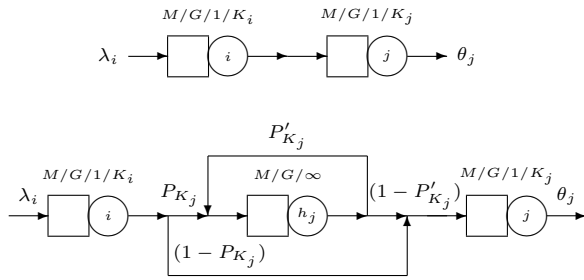 M/G/1/K_i M/G/1/K_j
λ_i i j θ_j
P'_{K_j}
M/G/1/K_i P_{K_j} M/G/∞ (1 − P'_{K_j}) M/G/1/K_j
λ_i i h_j j θ_j
(1 − P_{K_j})